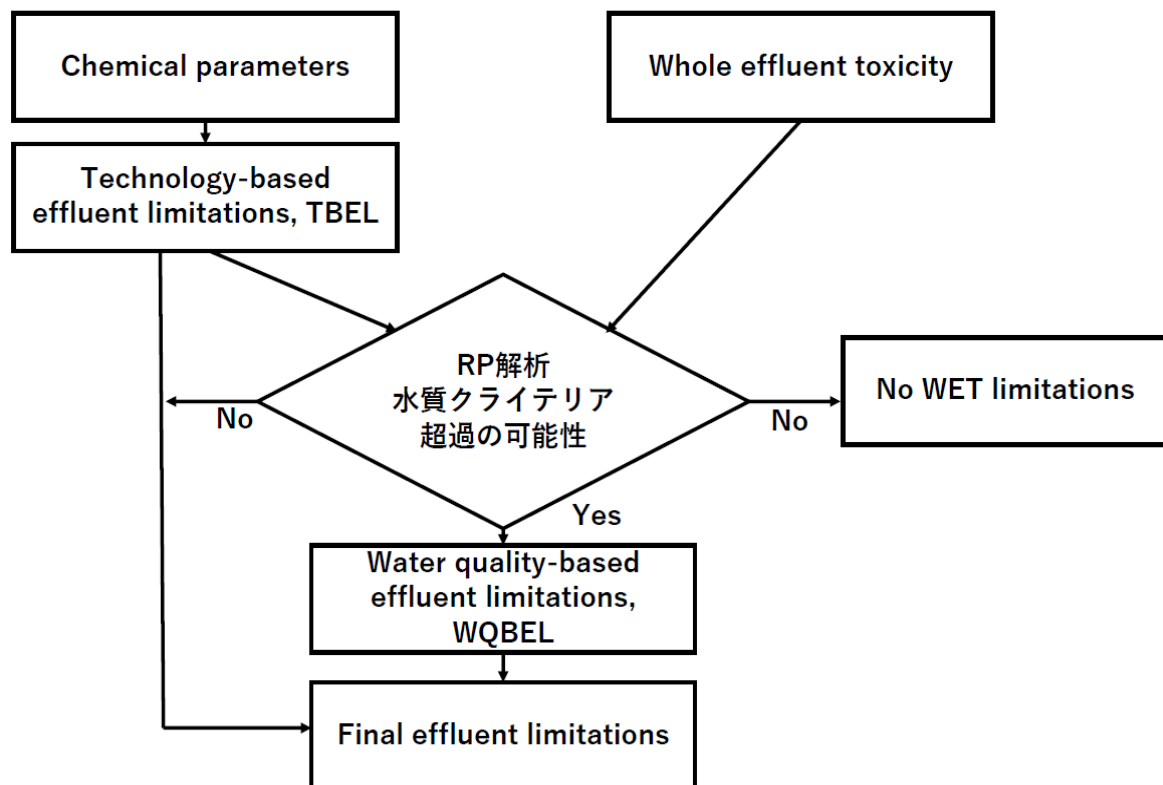 Chemical parameters
Whole effluent toxicity
Technology-based
effluent limitations, TBEL
RP解析
水質クライテリア
超過の可能性
No
No
No WET limitations
Yes
Water quality-based
effluent limitations,
WQBEL
Final effluent limitations